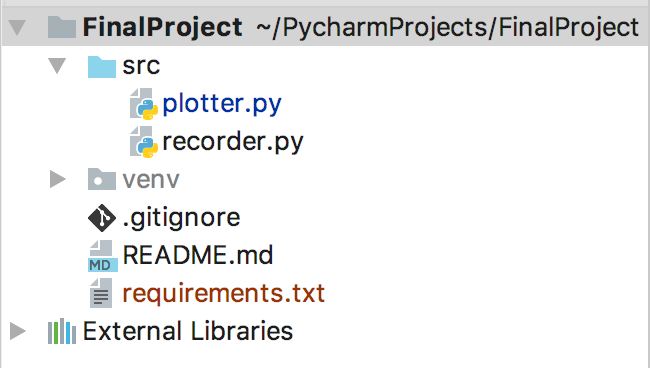 FinalProject ~/PycharmProjects/FinalProject
src
plotter.py
recorder.py
venv
.gitignore
README.md
MD
requirements.txt
External Libraries